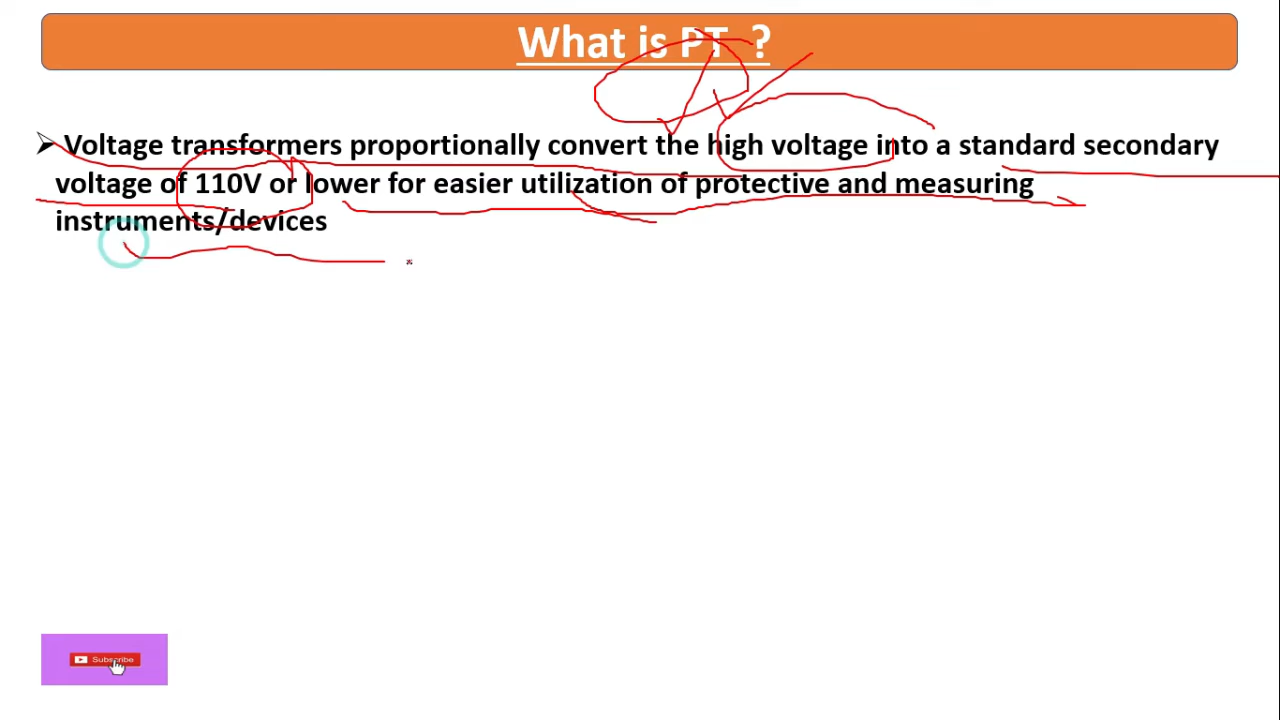 What is PT ?
➢ Voltage transformers proportionally convert the high voltage into a standard secondary
voltage of 110V or lower for easier utilization of protective and measuring
instruments/devices
Subscribe